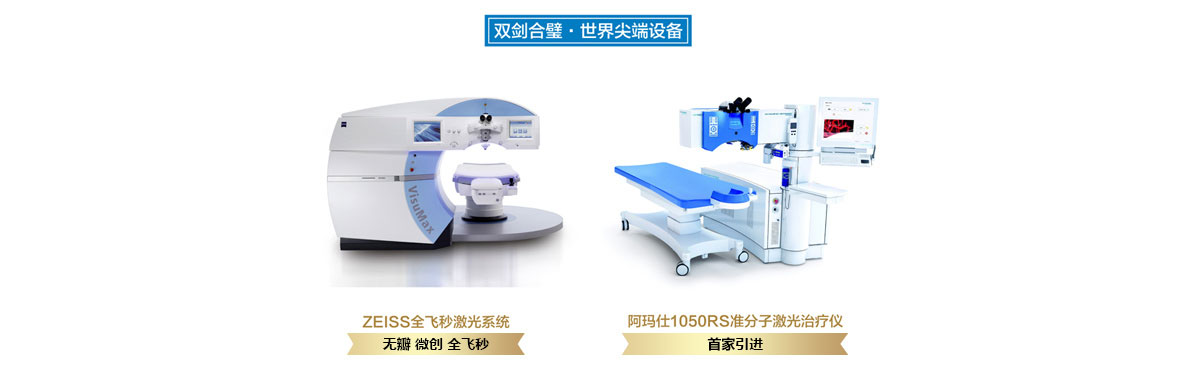 双剑合璧·世界尖端设备
ZEISS
VisuMax
ZEISS全飞秒激光系统
阿玛仕1050RS准分子激光治疗仪
无瓣 微创 全飞秒
首家引进